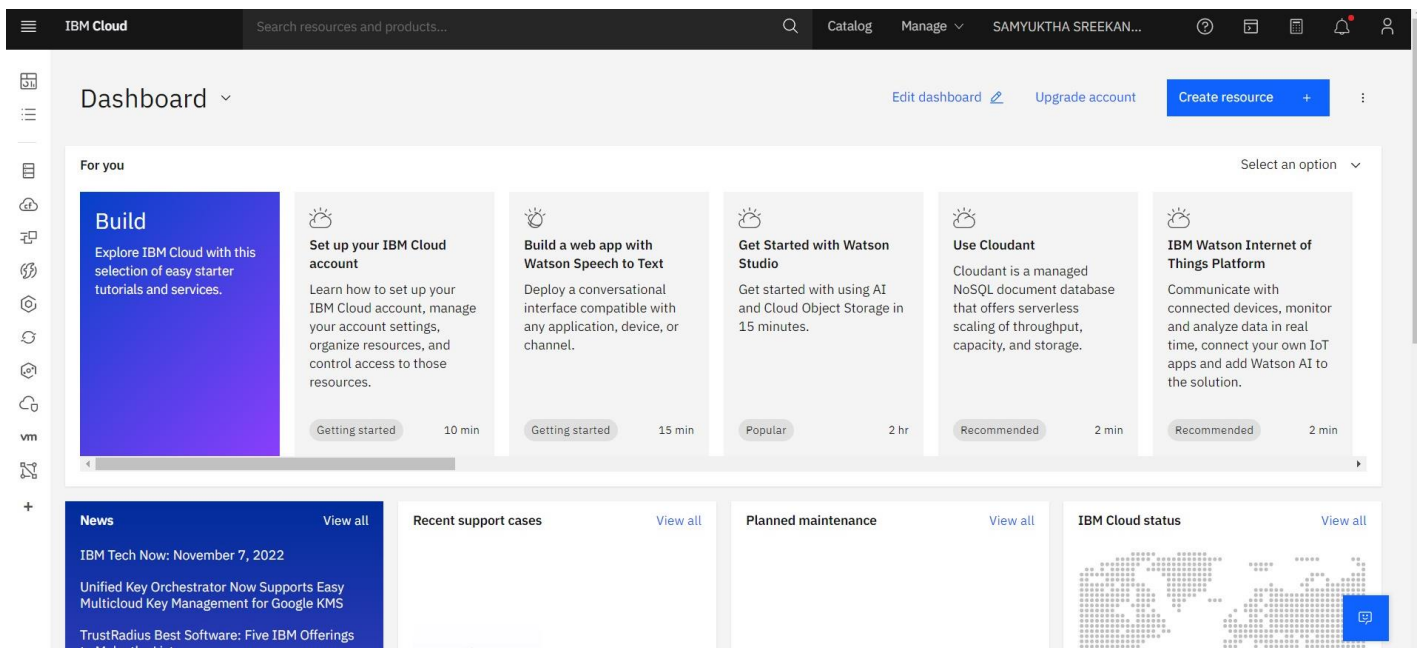 IBM Cloud
Search resources and products...
Catalog
Manage
SAMYUKTHA SREEKAN...
Dashboard
Edit dashboard
Upgrade account
Create resource +
For you
Select an option
Build
Explore IBM Cloud with this
selection of easy starter
tutorials and services.
Set up your IBM Cloud
account
Learn how to set up your
IBM Cloud account, manage
your account settings,
organize resources, and
control access to those
resources.
Getting started
10 min
Build a web app with
Watson Speech to Text
Deploy a conversational
interface compatible with
any application, device, or
channel.
Getting started
15 min
Get Started with Watson
Studio
Get started with using AI
and Cloud Object Storage in
15 minutes.
Popular
2 hr
Use Cloudant
Cloudant is a managed
NoSQL document database
that offers serverless
scaling of throughput,
capacity, and storage.
Recommended
2 min
IBM Watson Internet of
Things Platform
Communicate with
connected devices, monitor
and analyze data in real
time, connect your own IoT
apps and add Watson AI to
the solution.
Recommended
2 min
vm
News
View all
IBM Tech Now: November 7, 2022
Unified Key Orchestrator Now Supports Easy
Multicloud Key Management for Google KMS
TrustRadius Best Software: Five IBM Offerings
Recent support cases
View all
Planned maintenance
View all
IBM Cloud status
View all